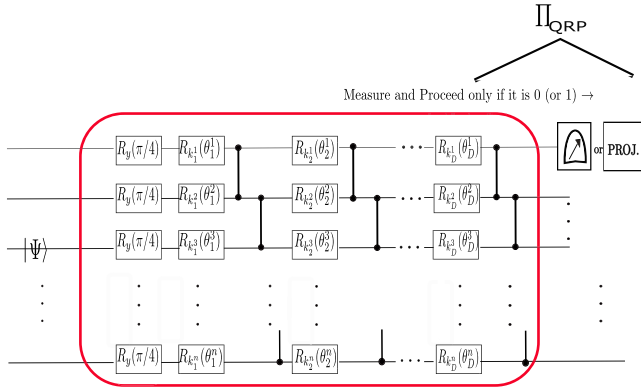 ∏QRP
Measure and Proceed only if it is 0 (or 1) →
R_y(π/4) R_{k_1^1}(θ_1^1) R_{k_2^1}(θ_2^1) ··· R_{k_D^1}(θ_D^1) or PROJ.
R_y(π/4) R_{k_1^2}(θ_1^2) R_{k_2^2}(θ_2^2) ··· R_{k_D^2}(θ_D^2)
|Ψ⟩ R_y(π/4) R_{k_1^3}(θ_1^3) R_{k_2^3}(θ_2^3) ··· R_{k_D^3}(θ_D^3)
R_y(π/4) R_{k_1^n}(θ_1^n) R_{k_2^n}(θ_2^n) ··· R_{k_D^n}(θ_D^n)